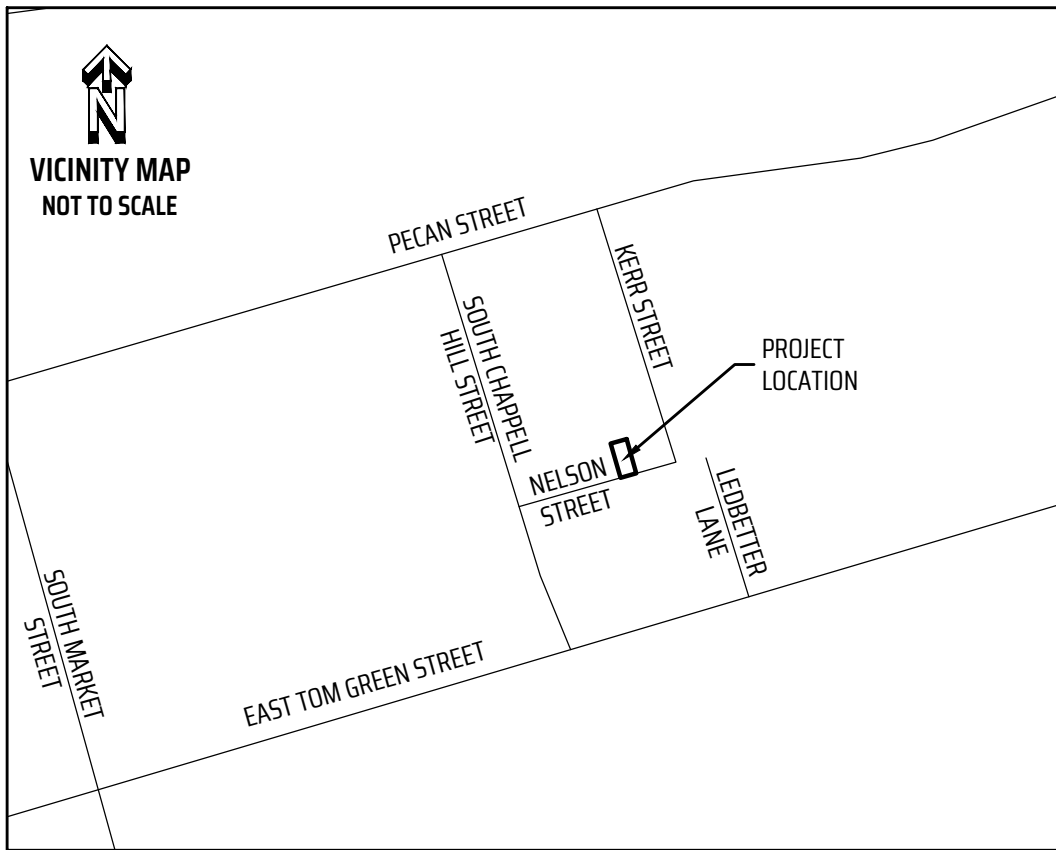 N
VICINITY MAP
NOT TO SCALE
PECAN STREET
KERR STREET
SOUTH CHAPPELL
HILL STREET
PROJECT
LOCATION
NELSON
STREET
LEDBETTER
LANE
SOUTH MARKET
STREET
EAST TOM GREEN STREET